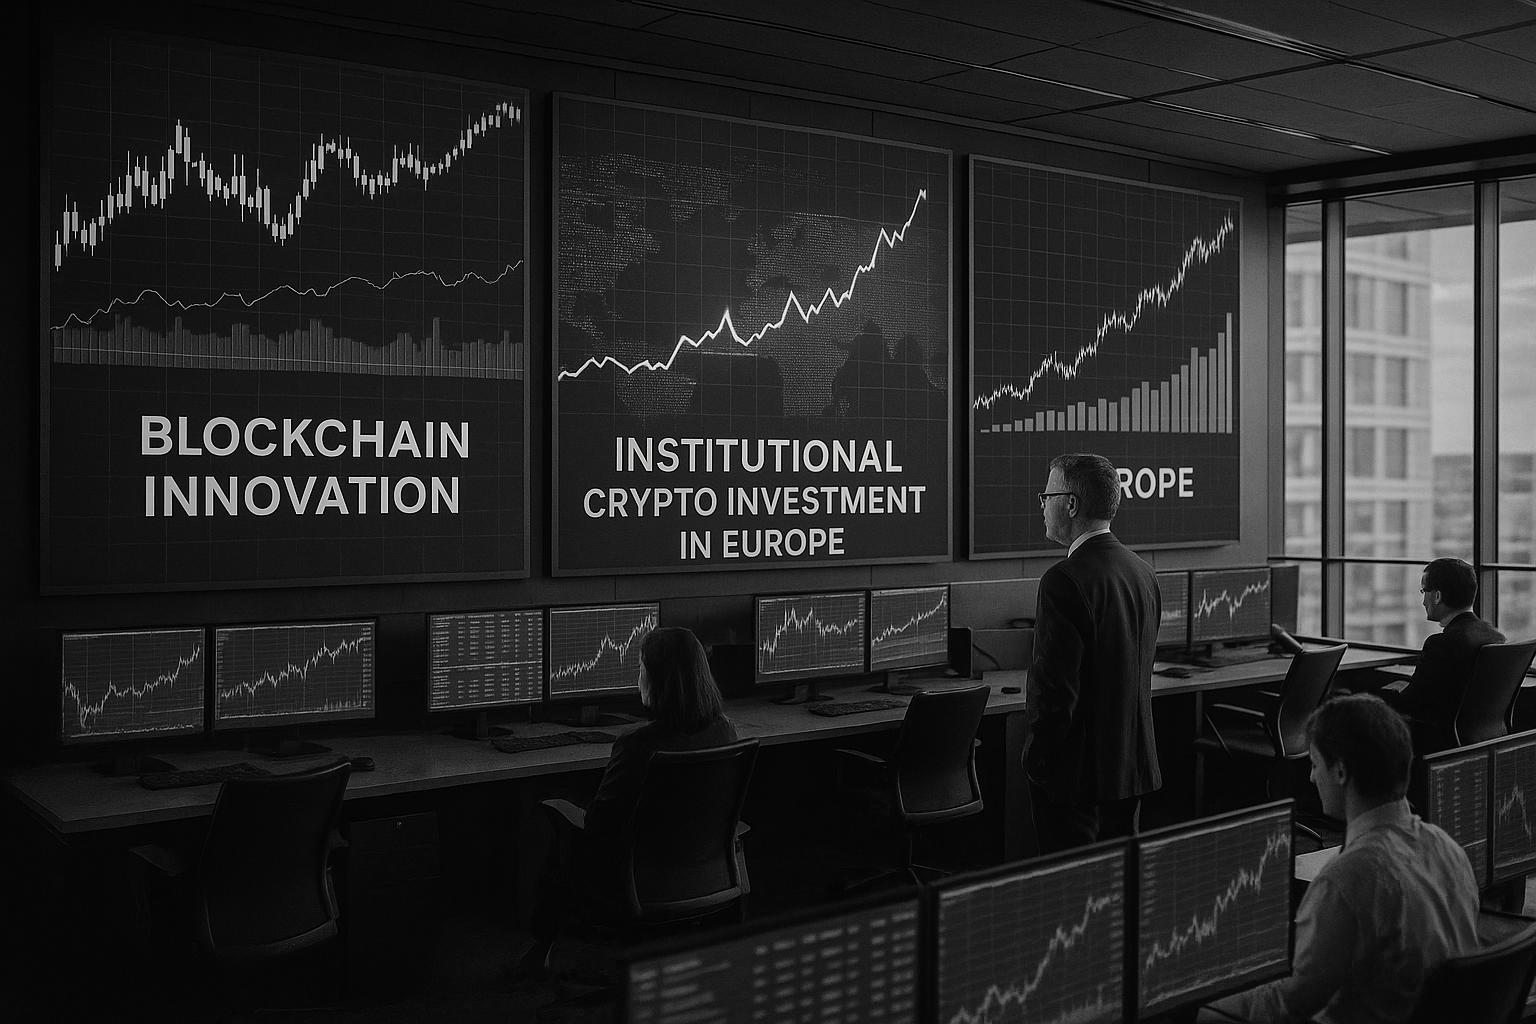 BLOCKCHAIN
INNOVATION
INSTITUTIONAL
CRYPTO INVESTMENT
IN EUROPE
ROPE